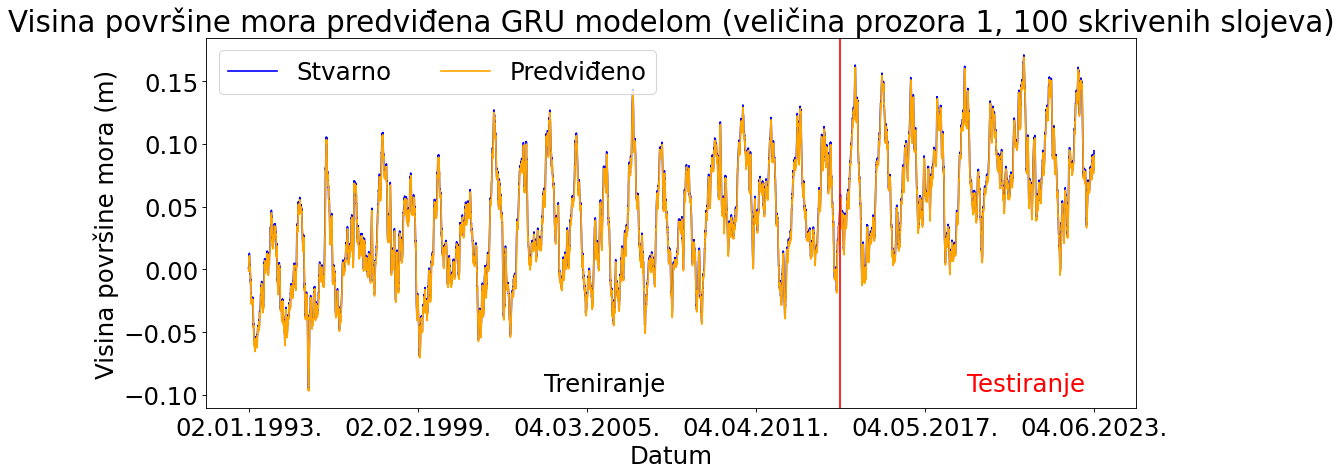 Visina površine mora predviđena GRU modelom (veličina prozora 1, 100 skrivenih slojeva)
Stvarno
Predviđeno
Visina površine mora (m)
0.15
0.10
0.05
0.00
−0.05
−0.10
Treniranje
Testiranje
02.01.1993.
02.02.1999.
04.03.2005.
04.04.2011.
04.05.2017.
04.06.2023.
Datum